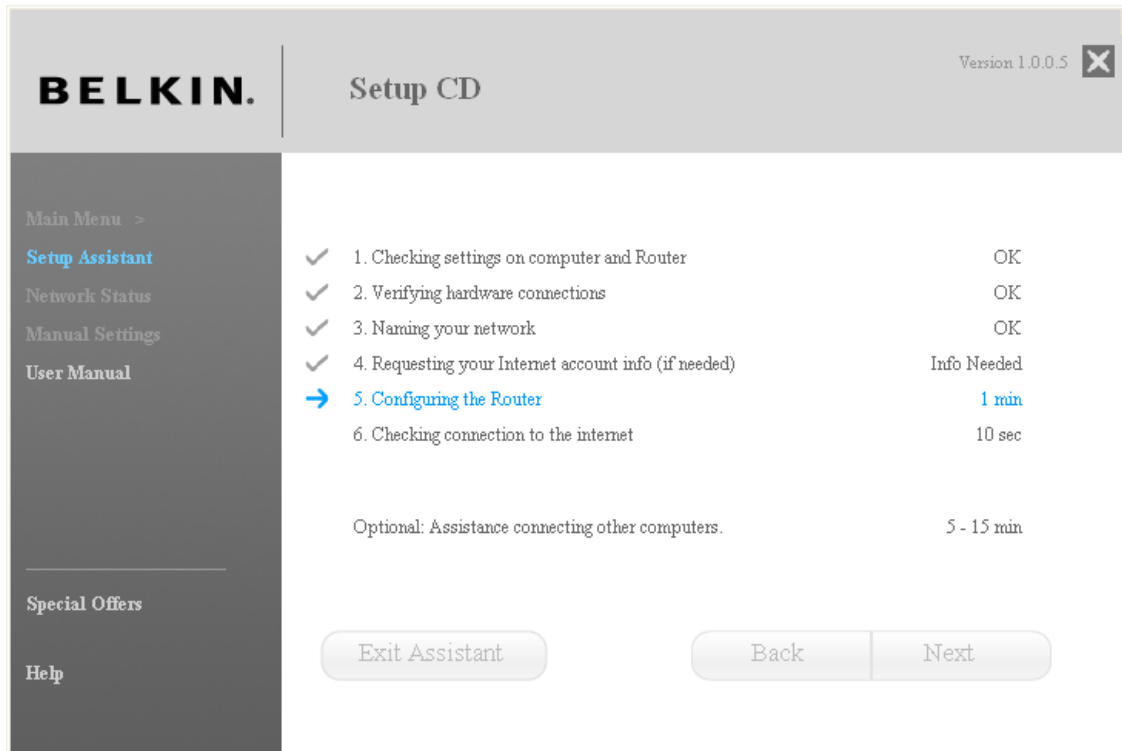 BELKIN.
Setup CD
Version 1.0.0.5
Main Menu >
Setup Assistant
Network Status
Manual Settings
User Manual
Special Offers
Help
1. Checking settings on computer and Router OK
2. Verifying hardware connections OK
3. Naming your network OK
4. Requesting your Internet account info (if needed) Info Needed
5. Configuring the Router 1 min
6. Checking connection to the internet 10 sec
Optional: Assistance connecting other computers. 5 - 15 min
Exit Assistant
Back
Next